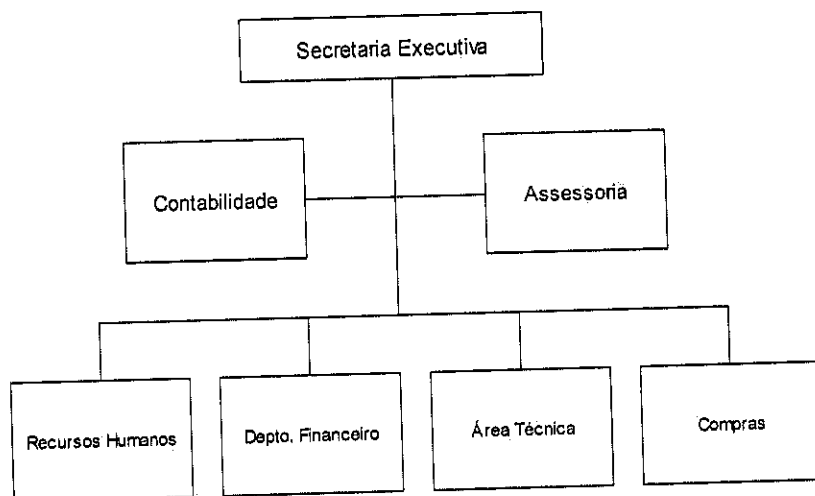 Secretaria Executiva
Contabilidade
Assessoria
Recursos Humanos
Depto. Financeiro
Área Técnica
Compras